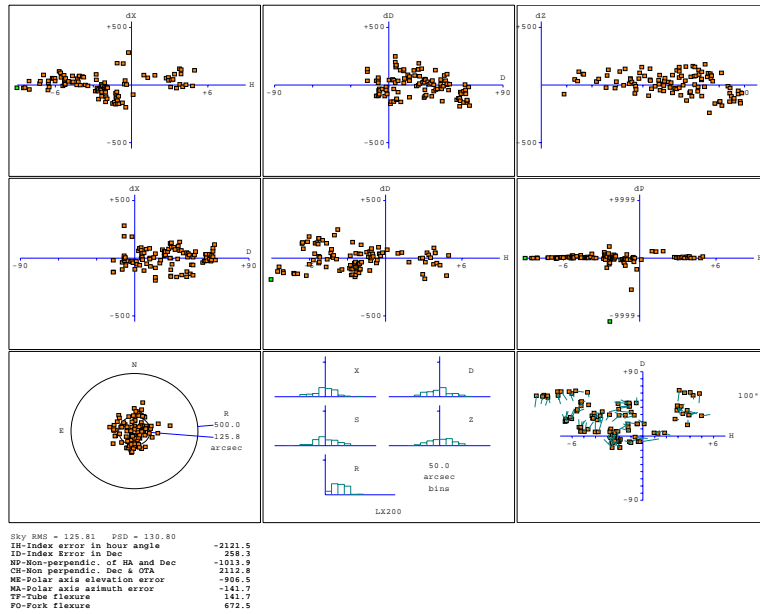 dX
+500
H
-6
+6
-500
dD
+500
D
-90
+90
-500
dZ
+500
-500
dX
+500
D
-90
+90
-500
dD
+500
H
+6
-500
dP
+9999
-6
+6
-9999
N
E
R
500.0
125.8
arcsec
X
D
S
Z
R
50.0
arcsec
bins
LX200
D
+90
100"
H
-6
+6
-90
Sky RMS = 125.81 PSD = 130.80
IH-Index error in hour angle -2121.5
ID-Index Error in Dec 258.3
NP-Non-perpendic. of HA and Dec -1013.9
CH-Non perpendic. Dec & OTA 2112.8
ME-Polar axis elevation error -906.5
MA-Polar axis azimuth error -141.7
TF-Tube flexure 141.7
FO-Fork flexure 672.5